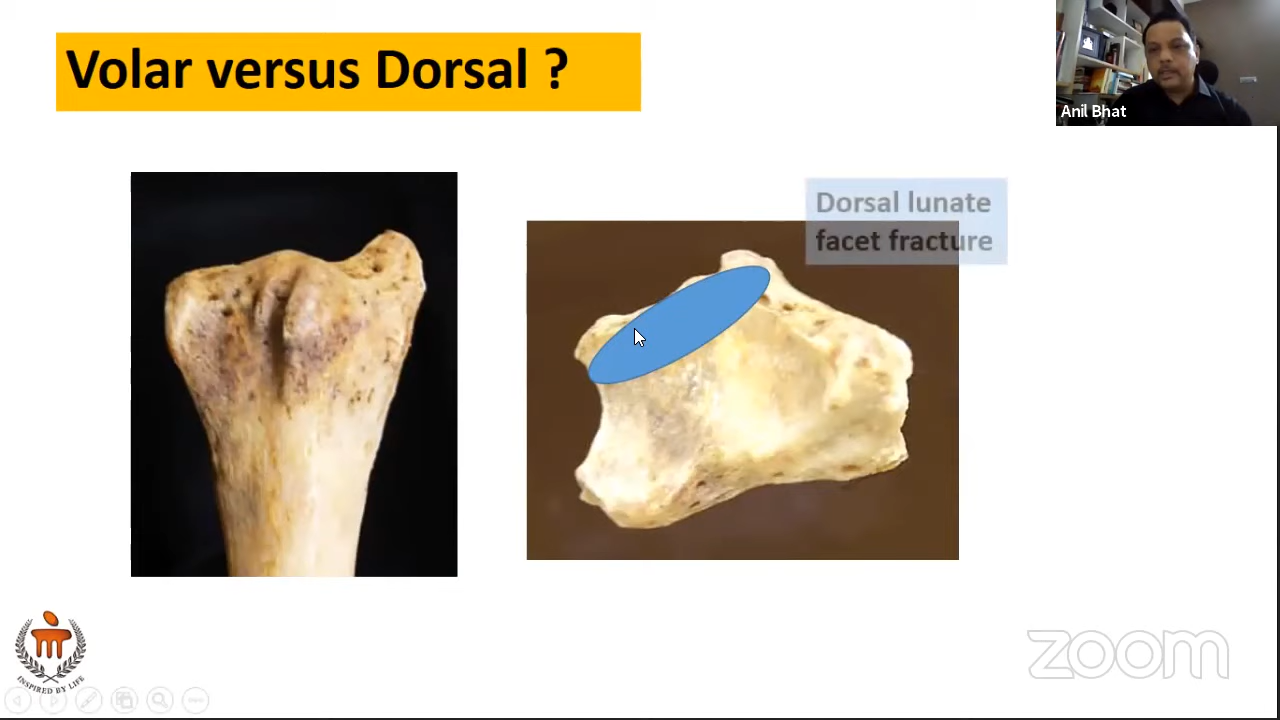 Volar versus Dorsal ?
Anil Bhat
Dorsal lunate
facet fracture
INSPIRED BY LIFE
zoom